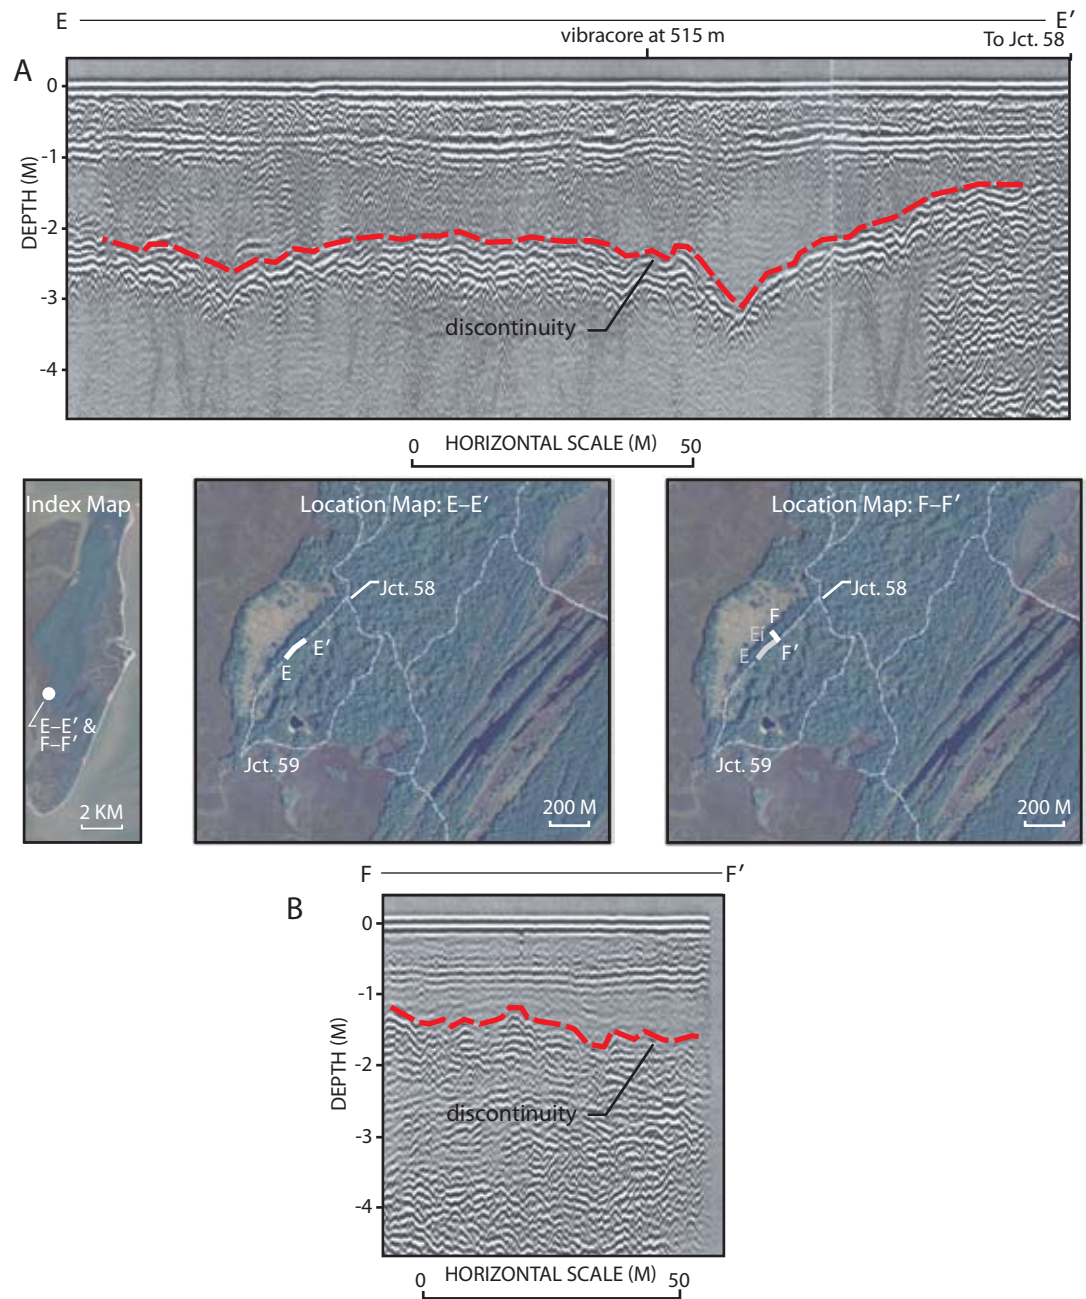 E E′
vibracore at 515 m
To Jct. 58
A
0
-1
-2
-3
-4
DEPTH (M)
discontinuity
0 HORIZONTAL SCALE (M) 50
Index Map
E–E′ &
F–F′
2 KM
Location Map: E–E′
Jct. 58
E′
E
Jct. 59
200 M
Location Map: F–F′
Jct. 58
F
Eí
E
F′
Jct. 59
200 M
F F′
B
0
-1
-2
-3
-4
DEPTH (M)
discontinuity
0 HORIZONTAL SCALE (M) 50